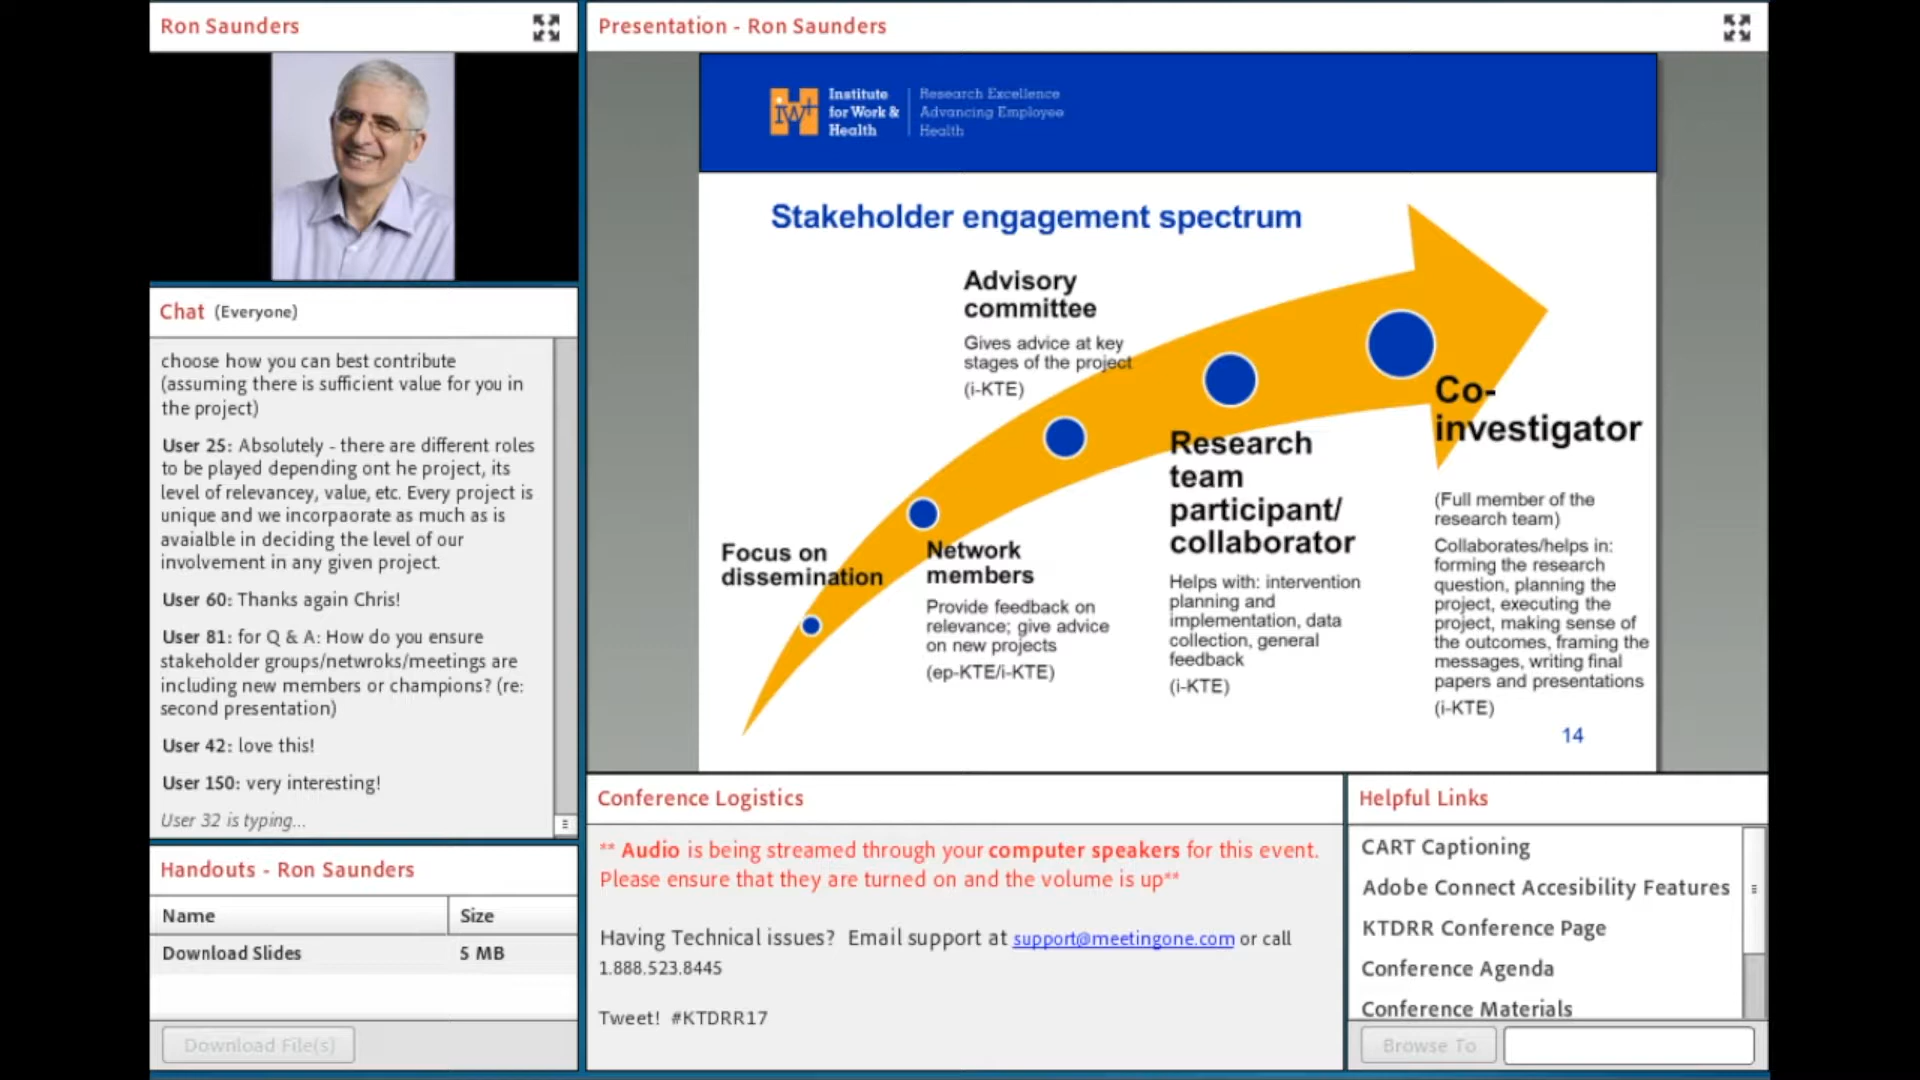 Ron Saunders
Chat (Everyone)
choose how you can best contribute
(assuming there is sufficient value for you in
the project)
User 25: Absolutely - there are different roles
to be played depending ont he project, its
level of relevancey, value, etc. Every project is
unique and we incorpaorate as much as is
avaialble in deciding the level of our
involvement in any given project.
User 60: Thanks again Chris!
User 81: for Q & A: How do you ensure
stakeholder groups/netwroks/meetings are
including new members or champions? (re:
second presentation)
User 42: love this!
User 150: very interesting!
User 32 is typing...
Handouts - Ron Saunders
Name Size
Download Slides 5 MB
Download File(s)
Presentation - Ron Saunders
iw+H
Institute
for Work &
Health
Research Excellence
Advancing Employee
Health
Stakeholder engagement spectrum
Focus on
dissemination
Network
members
Provide feedback on
relevance; give advice
on new projects
(ep-KTE/i-KTE)
Advisory
committee
Gives advice at key
stages of the project
(i-KTE)
Research
team
participant/
collaborator
Helps with: intervention
planning and
implementation, data
collection, general
feedback
(i-KTE)
Co-
investigator
(Full member of the
research team)
Collaborates/helps in:
forming the research
question, planning the
project, executing the
project, making sense of
the outcomes, framing the
messages, writing final
papers and presentations
(i-KTE)
14
Conference Logistics
** Audio is being streamed through your computer speakers for this event.
Please ensure that they are turned on and the volume is up**
Having Technical issues? Email support at support@meetingone.com or call
1.888.523.8445
Tweet! #KTDRR17
Helpful Links
CART Captioning
Adobe Connect Accesibility Features
KTDRR Conference Page
Conference Agenda
Conference Materials
Browse To